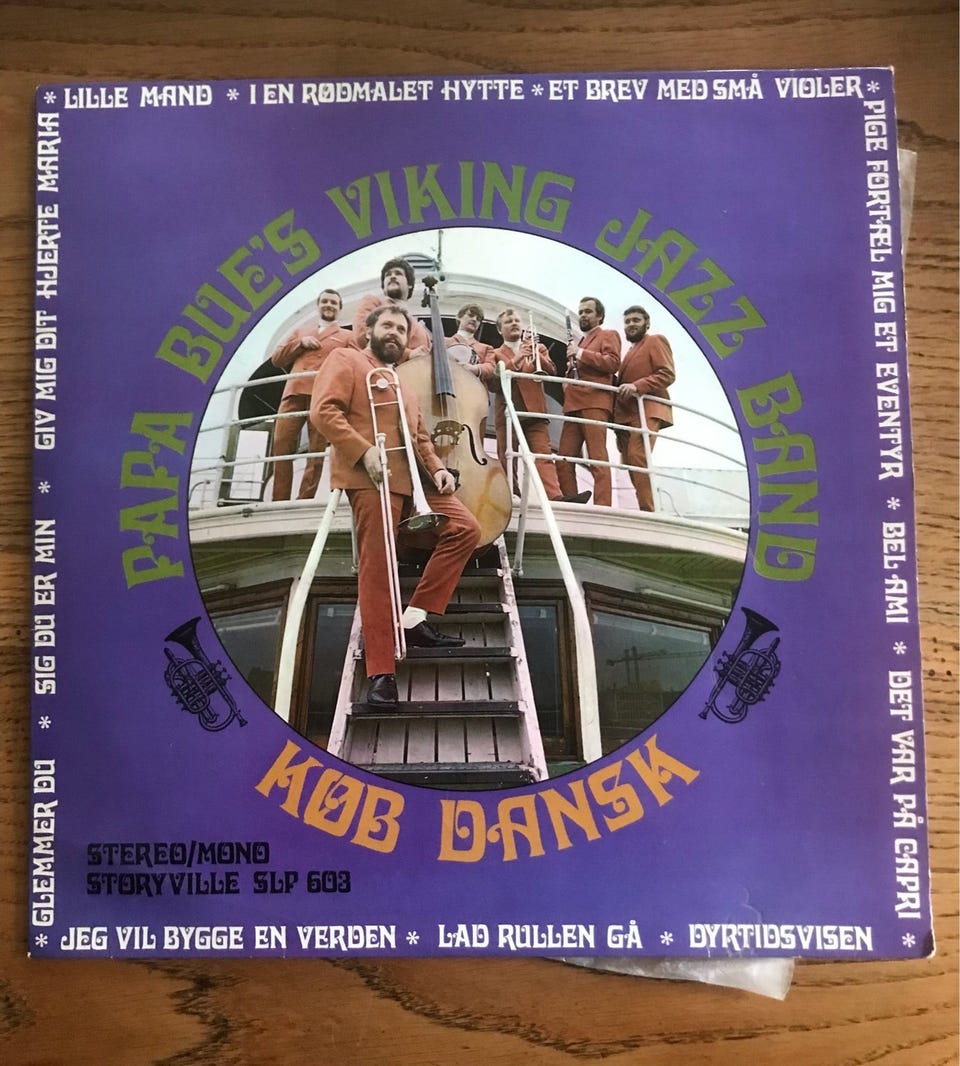 * LILLE MAND * I EN RØDMALET HYTTE * ET BREV MED SMÅ VIOLER *
PIGE FORTÆL MIG ET EVENTYR * BEL AMI * DET VAR PÅ CAPRI
GLEMMER DU * SIG DU ER MIN * GIV MIG DIT HJERTE MARIA
PAPA BUE'S VIKING JAZZ BAND
KØB DANSK
STEREO/MONO
STORYVILLE SLP 603
* JEG VIL BYGGE EN VERDEN * LAD RULLEN GÅ * DYRTIDSVISEN *